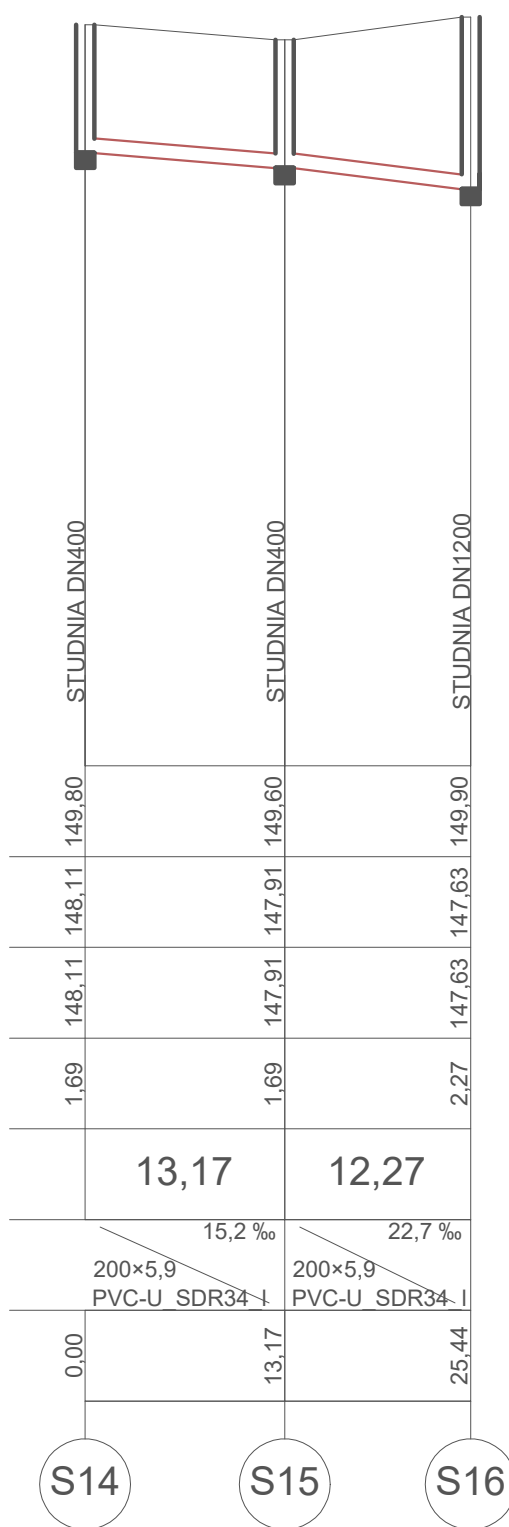 STUDNIA DN400
STUDNIA DN400
STUDNIA DN1200
149,80
149,60
149,90
148,11
147,91
147,63
148,11
147,91
147,63
1,69
1,69
2,27
13,17
12,27
15,2 ‰
22,7 ‰
200×5,9
PVC-U_SDR34_I
200×5,9
PVC-U_SDR34_I
0,00
13,17
25,44
S14
S15
S16